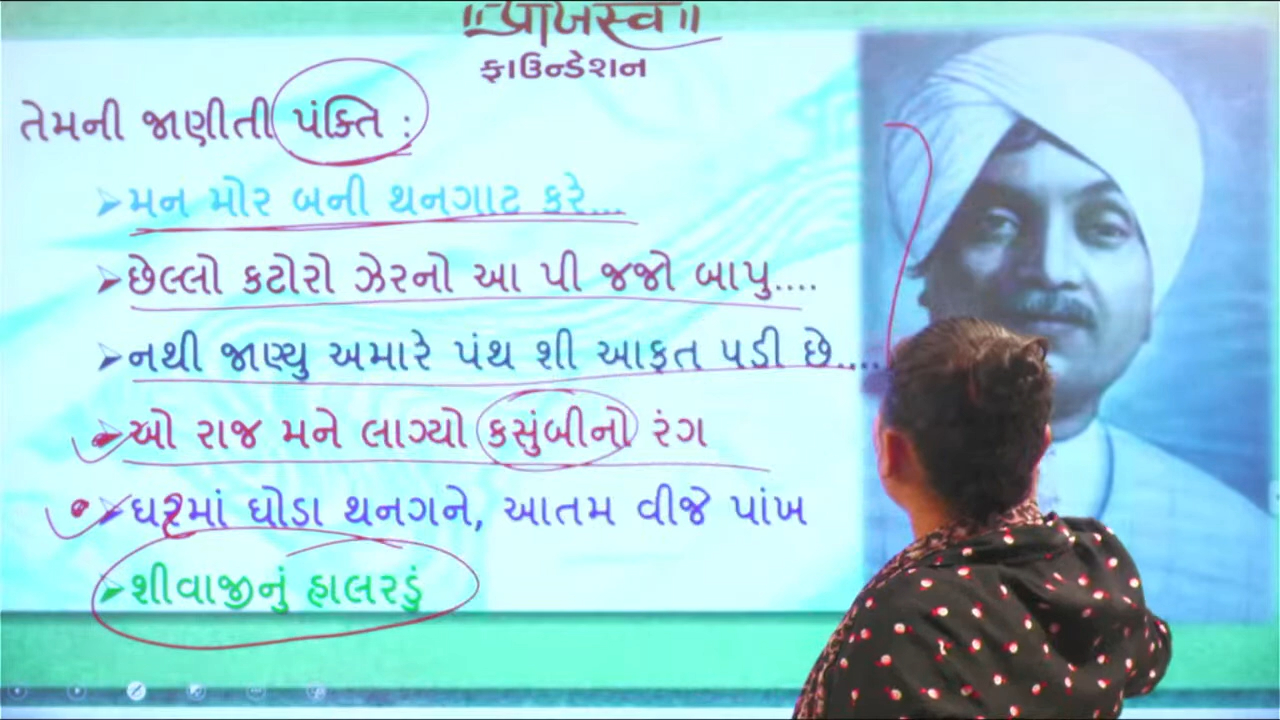 ॥પ્રાખસ્વ॥
ફાઉન્ડેશન
તેમની જાણીતી પંક્તિ :
➢મન મોર બની થનગાટ કરે...
➢છેલ્લો કટોરો ઝેરનો આ પી જજો બાપુ....
➢નથી જાણ્યુ અમારે પંથ શી આફત પડી છે....
➢ઓ રાજ મને લાગ્યો કસુંબીનો રંગ
➢ઘરમાં ઘોડા થનગને, આતમ વીજે પાંખ
➢શીવાજીનું હાલરડું